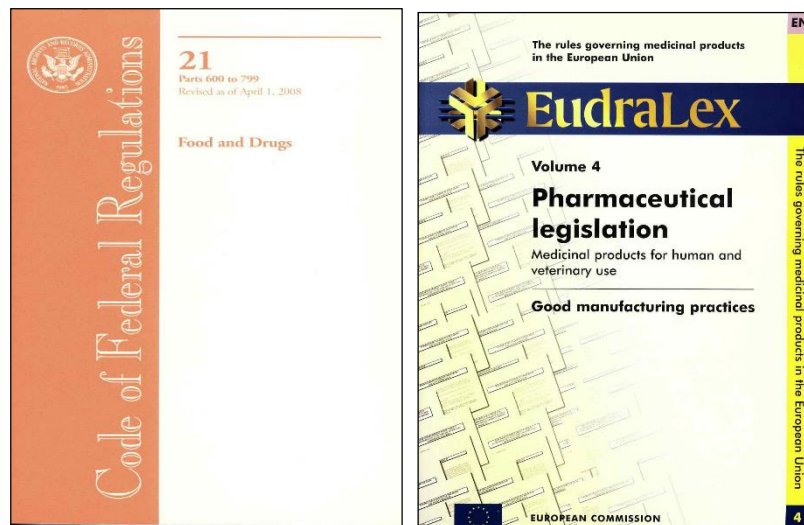 Code of Federal Regulations
21
Parts 600 to 799
Revised as of April 1, 2008
Food and Drugs
EN
The rules governing medicinal products
in the European Union
EudraLex
Volume 4
Pharmaceutical
legislation
Medicinal products for human and
veterinary use
Good manufacturing practices
The rules governing medicinal products in the European Union
EUROPEAN COMMISSION
4